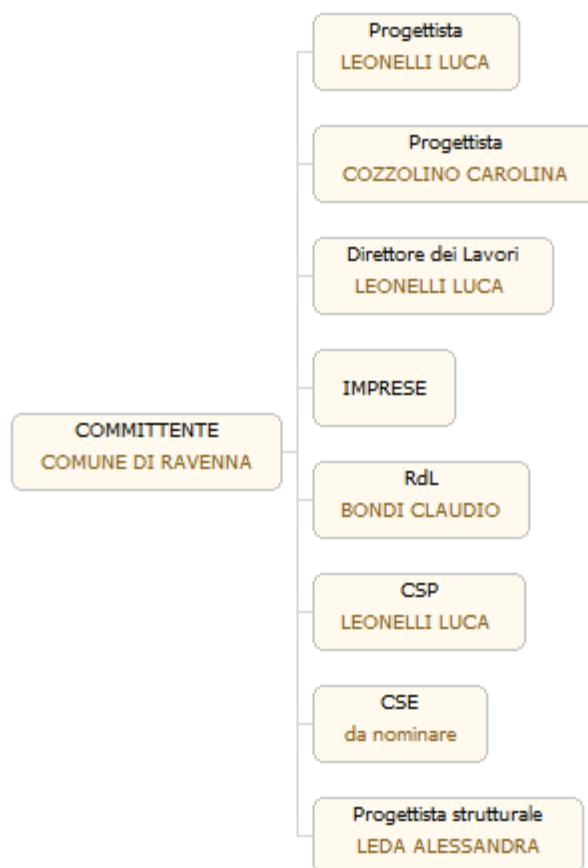 Progettista
LEONELLI LUCA
Progettista
COZZOLINO CAROLINA
Direttore dei Lavori
LEONELLI LUCA
IMPRESE
COMMITTENTE
COMUNE DI RAVENNA
RdL
BONDI CLAUDIO
CSP
LEONELLI LUCA
CSE
da nominare
Progettista strutturale
LEDA ALESSANDRA